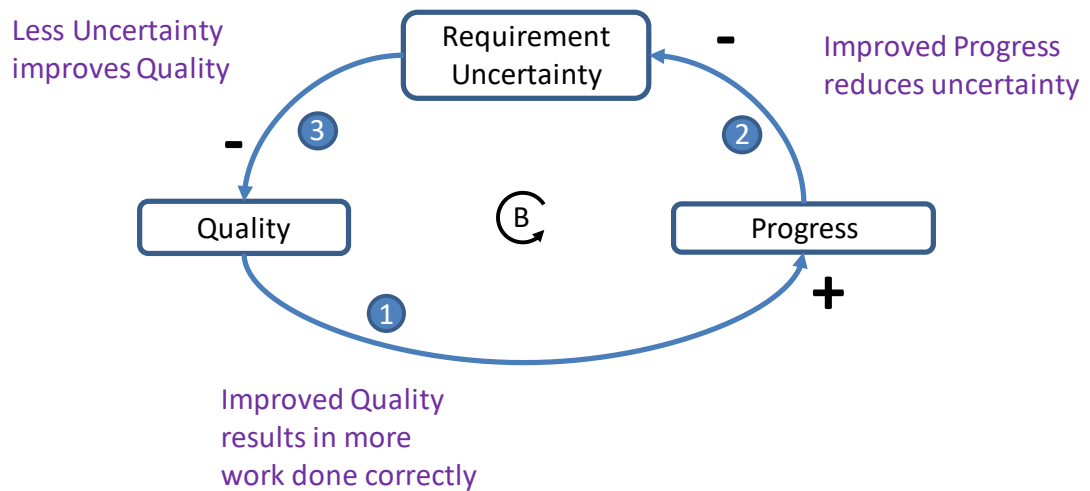 Less Uncertainty
improves Quality
Requirement
Uncertainty
-
Improved Progress
reduces uncertainty
3
2
-
Quality
B
Progress
+
1
Improved Quality
results in more
work done correctly